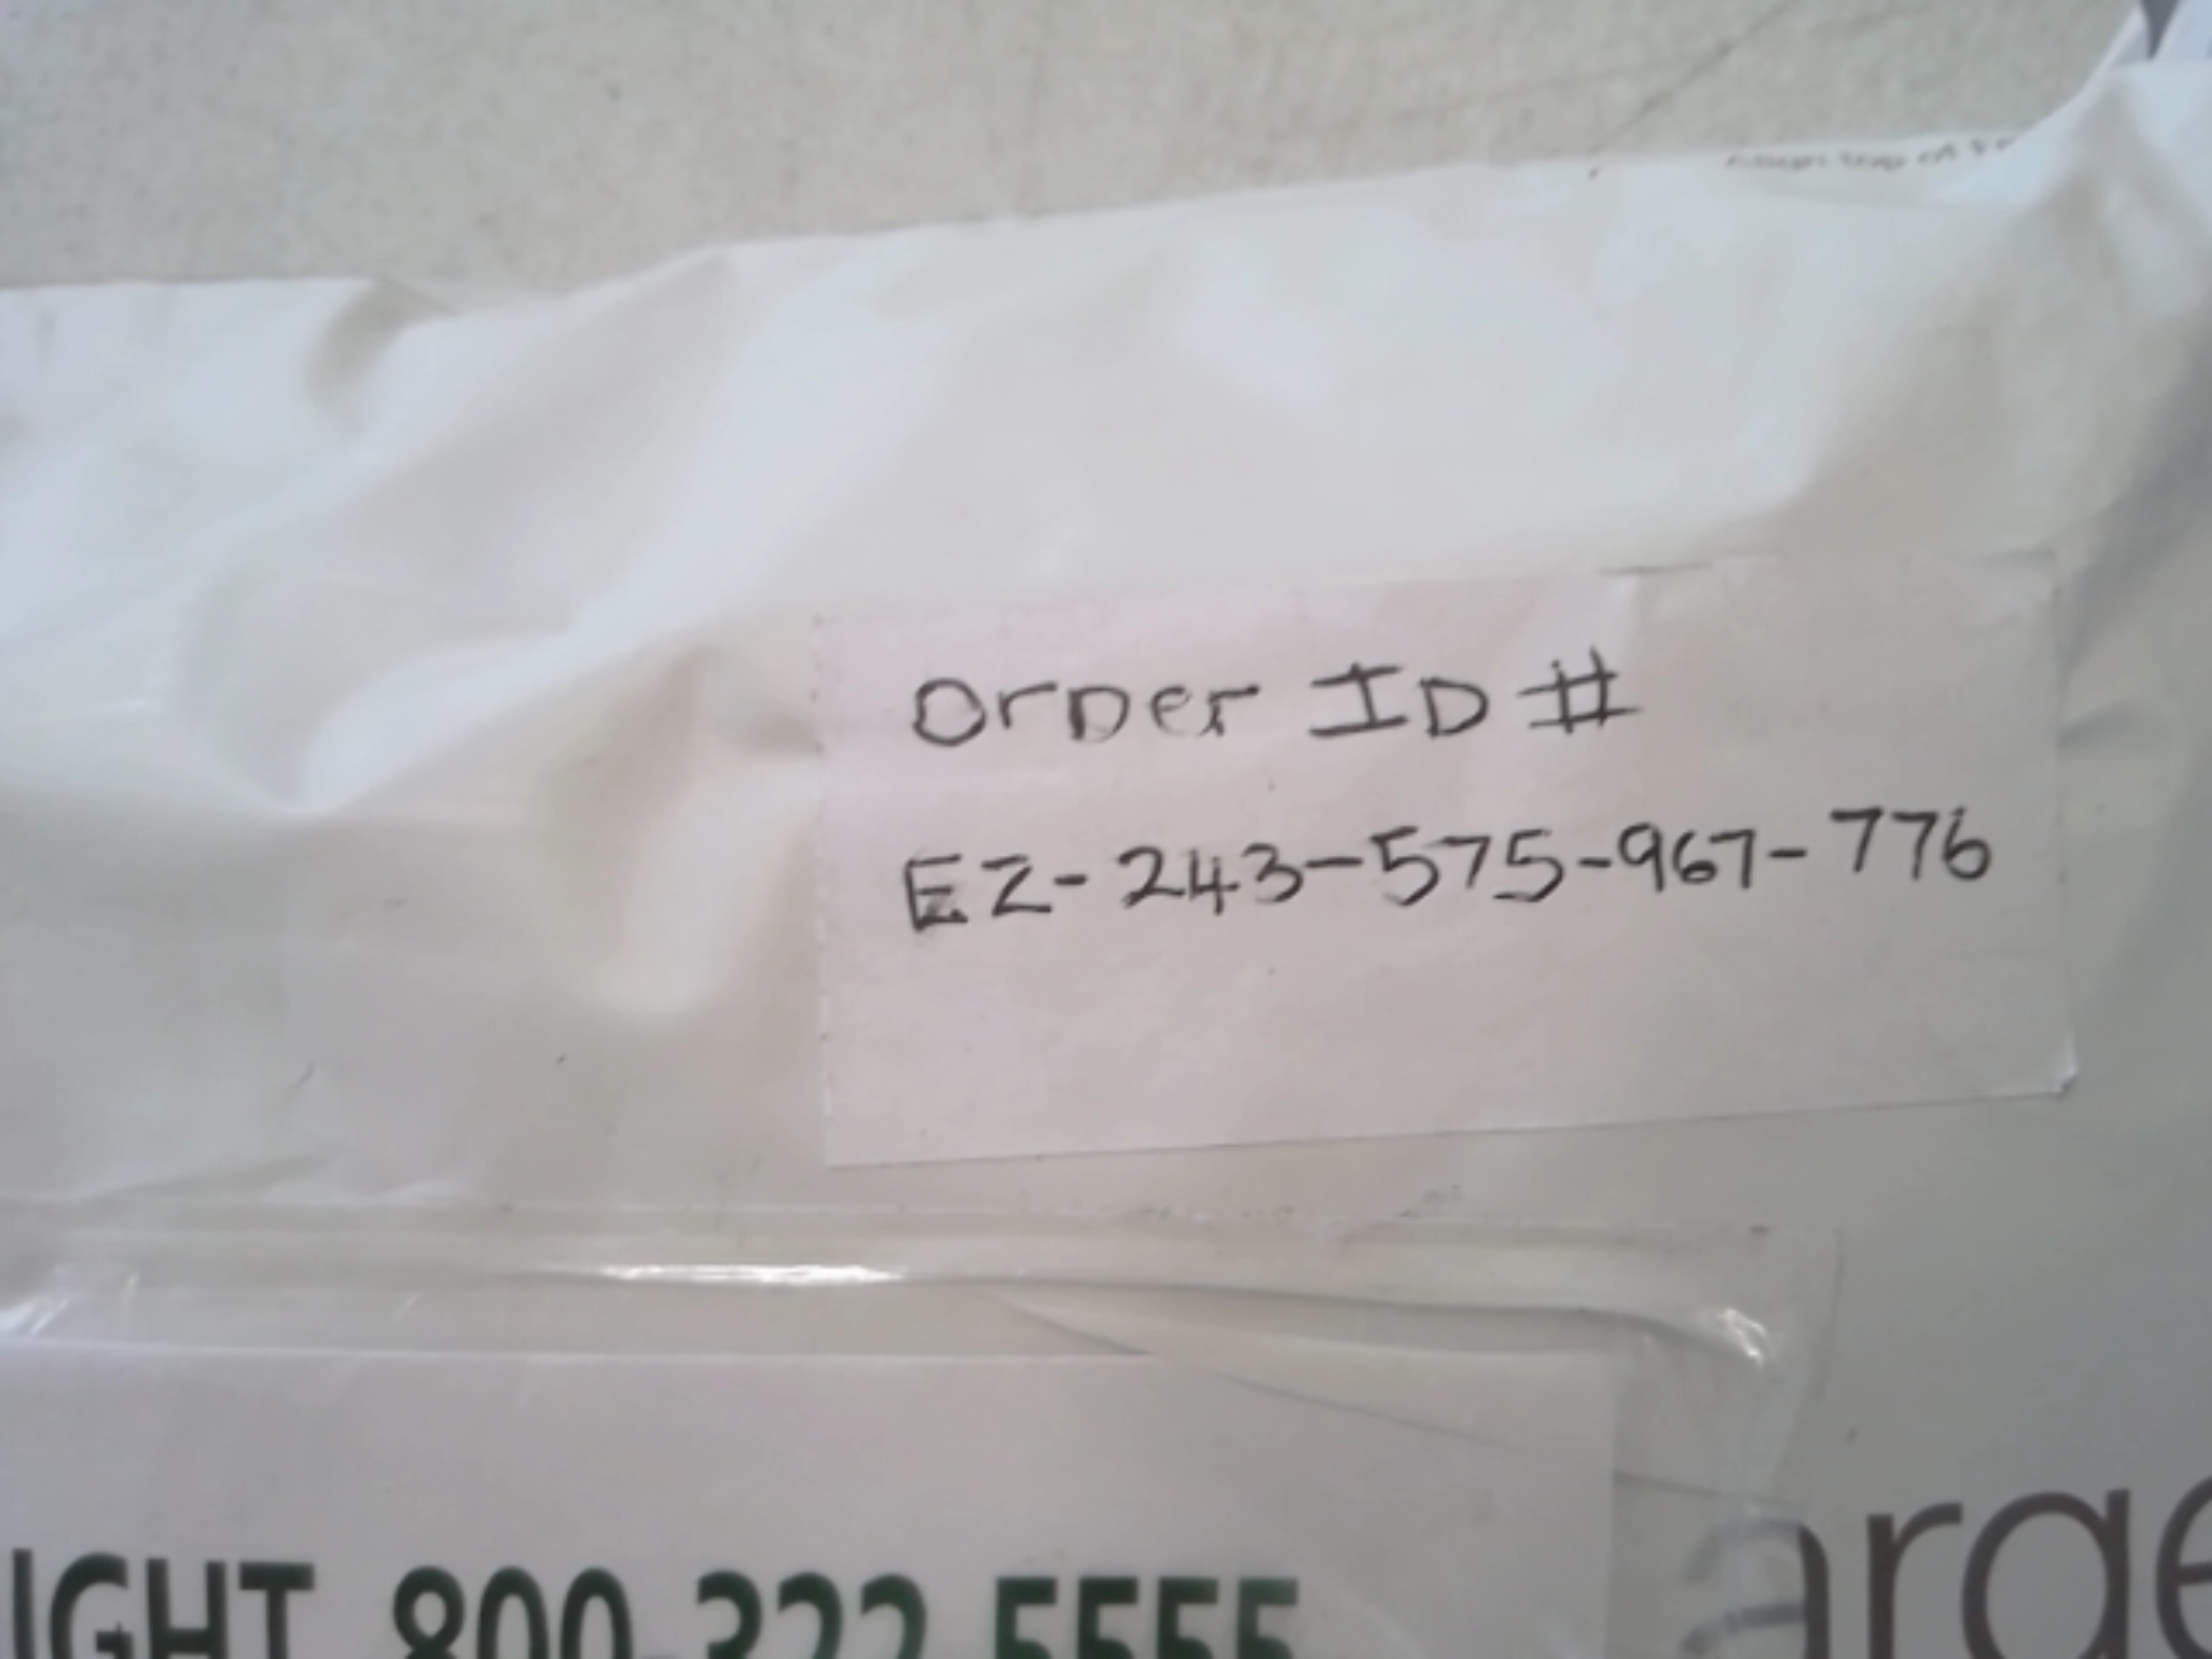 Order ID #
EZ-243-575-967-776
IGHT 800-322-5555
arge